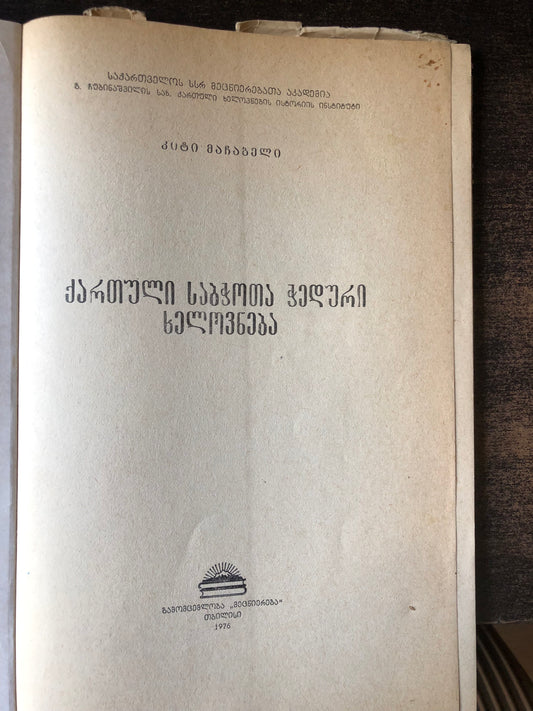 საქართველოს სსრ მეცნიერებათა აკადემია
გ. ჩუბინაშვილის სახ. ქართული ხელოვნების ისტორიის ინსტიტუტი
კიტი მაჩაბელი
ქართული საბჭოთა ჭედური
ხელოვნება
გამომცემლობა „მეცნიერება“
თბილისი
1976